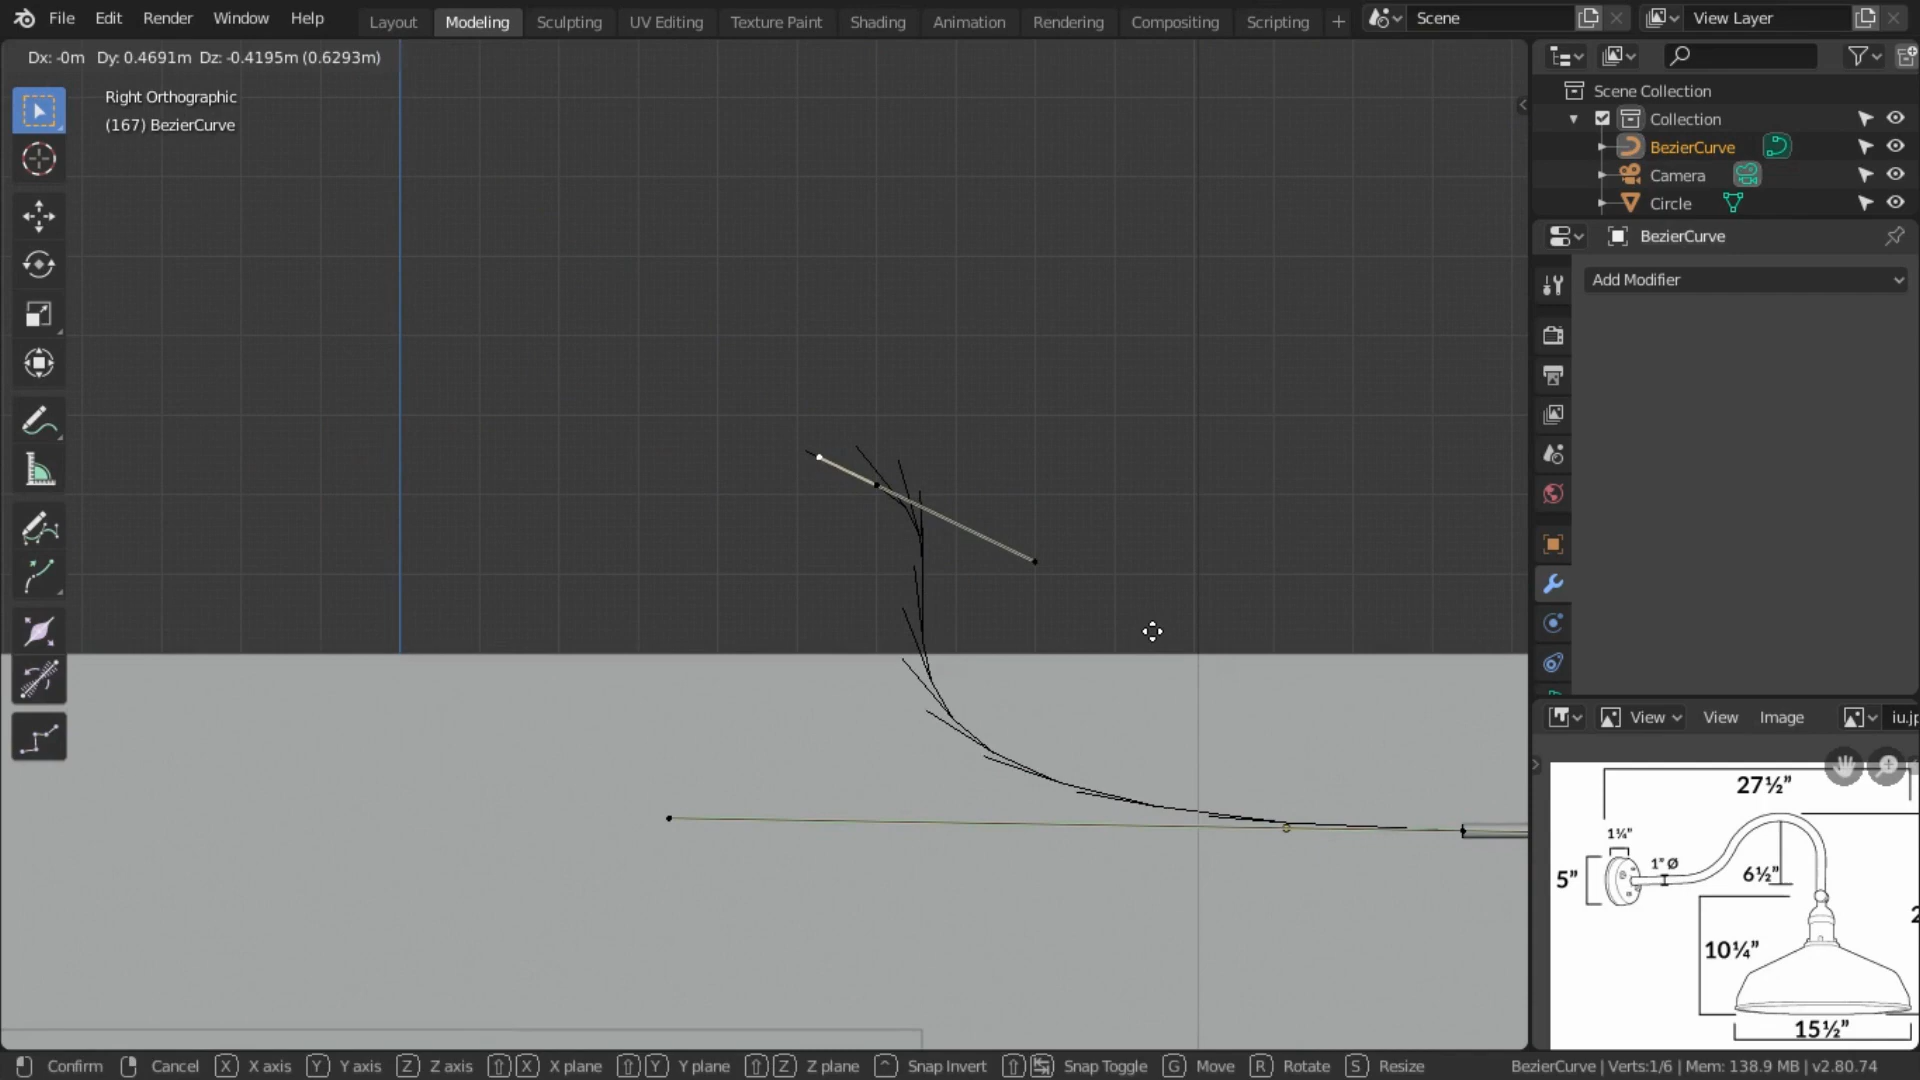 File Edit Render Window Help Layout Modeling Sculpting UV Editing Texture Paint Shading Animation Rendering Compositing Scripting + Scene View Layer
Dx: -0m Dy: 0.4691m Dz: -0.4195m (0.6293m)
Right Orthographic
(167) BezierCurve
Scene Collection
Collection
BezierCurve
Camera
Circle
BezierCurve
Add Modifier
View View Image iu.jp
27½”
1¼”
5”
1” Ø
6½”
2
10¼”
15½”
Confirm Cancel X X axis Y Y axis Z Z axis X X plane Y Y plane Z Z plane Snap Invert Snap Toggle G Move R Rotate S Resize BezierCurve | Verts:1/6 | Mem: 138.9 MB | v2.80.74